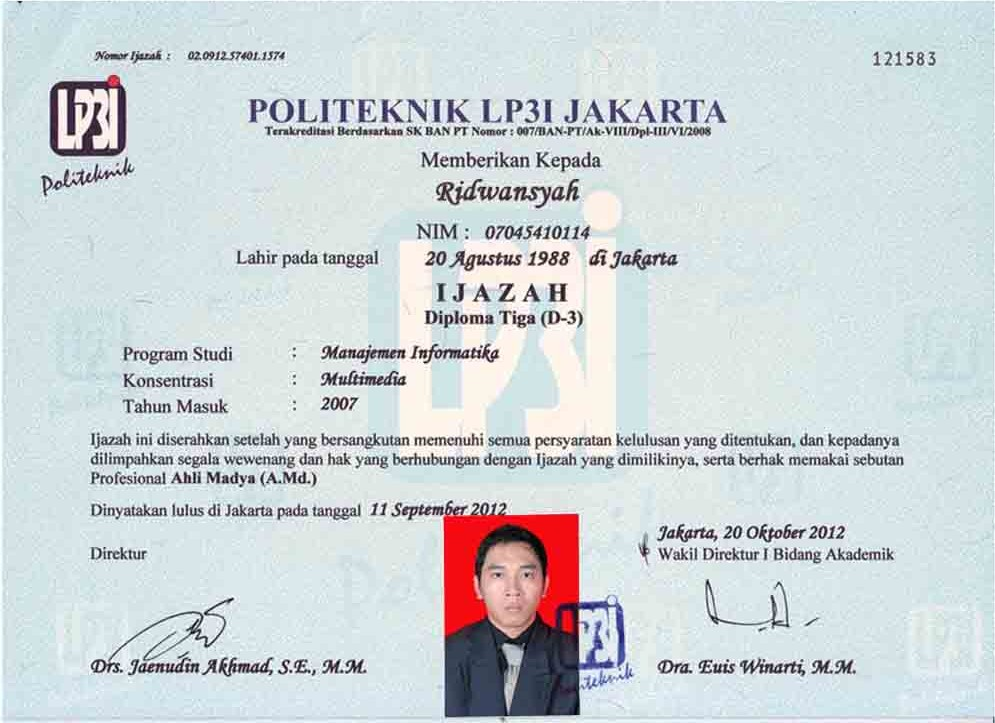 Nomor Ijazah : 02.0912.57401.1574
121583
LP3I
Politeknik
POLITEKNIK LP3I JAKARTA
Terakreditasi Berdasarkan SK BAN PT Nomor : 007/BAN-PT/Ak-VIII/Dpl-III/VI/2008
Memberikan Kepada
Ridwansyah
NIM : 07045410114
Lahir pada tanggal 20 Agustus 1988 di Jakarta
IJAZAH
Diploma Tiga (D-3)
Program Studi : Manajemen Informatika
Konsentrasi : Multimedia
Tahun Masuk : 2007
Ijazah ini diserahkan setelah yang bersangkutan memenuhi semua persyaratan kelulusan yang ditentukan, dan kepadanya
dilimpahkan segala wewenang dan hak yang berhubungan dengan Ijazah yang dimilikinya, serta berhak memakai sebutan
Profesional Ahli Madya (A.Md.)
Dinyatakan lulus di Jakarta pada tanggal 11 September 2012
Jakarta, 20 Oktober 2012
Direktur
Wakil Direktur I Bidang Akademik
LP3I
Politeknik
Drs. Jaenudin Akhmad, S.E., M.M.
Dra. Euis Winarti, M.M.